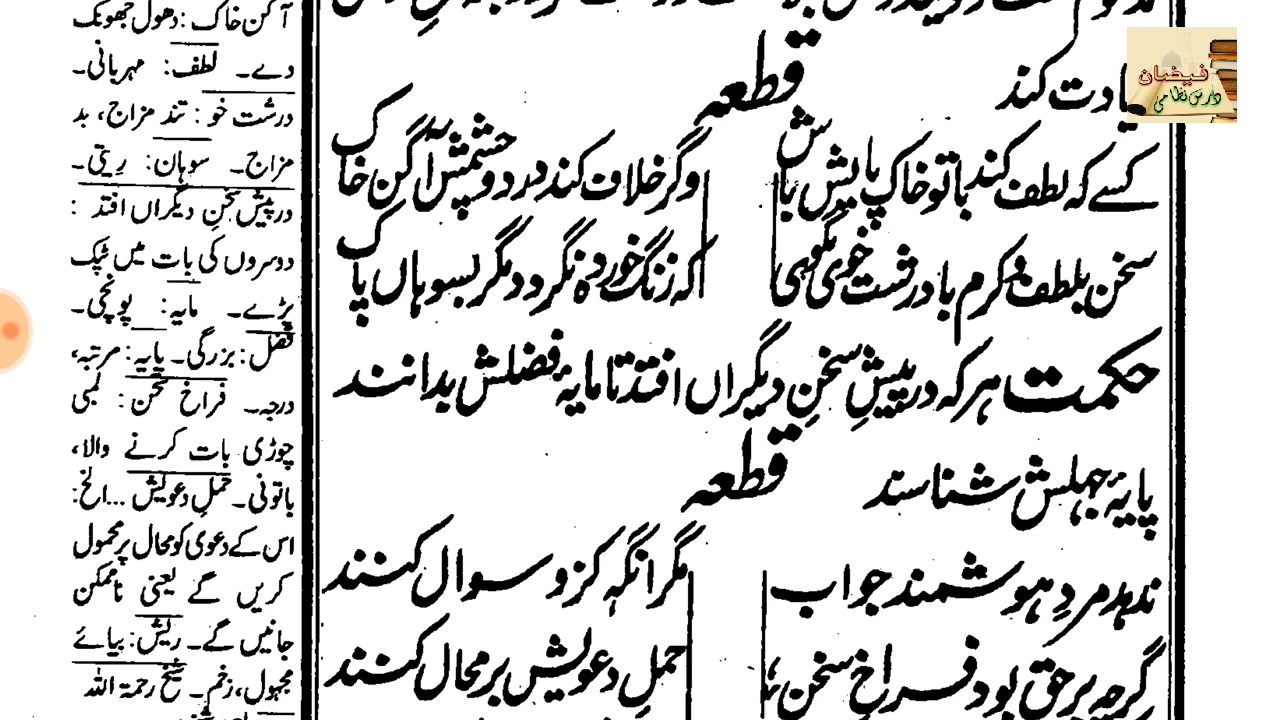 فیضان
درس نظامی
یادت کند
قطعہ
کسے کہ لطف کند با تو خاکِ پایش باش
وگر خلاف کند در دو چشمش آگن خاک
سخن بلطف و کرم با درشت خوی مگوی
کہ زنگ خوردہ نگردد مگر بسوہاں پاک
حکمت ہر کہ در پیشِ سخنِ دیگراں افتد تا مایۂ فضلش بدانند
پایۂ جہلش شناسند
قطعہ
ندہد مردِ ہوشمند جواب
مگر انگہ کزو سوال کنند
گرچہ بر حق بود فراخ سخن
حملِ دعویش بر محال کنند
آگن خاک: دھول جھونک
دے۔ لطف: مہربانی۔
درشت خو: تند مزاج، بد
مزاج۔ سوہان: ریتی۔
در پیش سخنِ دیگراں افتد:
دوسروں کی بات میں ٹپک
پڑے۔ مایہ: پونجی۔
فضل: بزرگی۔ پایہ: مرتبہ،
درجہ۔ فراخ سخن: لمبی
چوڑی بات کرنے والا،
باتونی۔ حملِ دعویش ...الخ:
اس کے دعویٰ کو محال پر محمول
کریں گے یعنی ناممکن
جانیں گے۔ ریش: بیائے
مجہول، زخم۔ شیخ رحمۃ اللہ